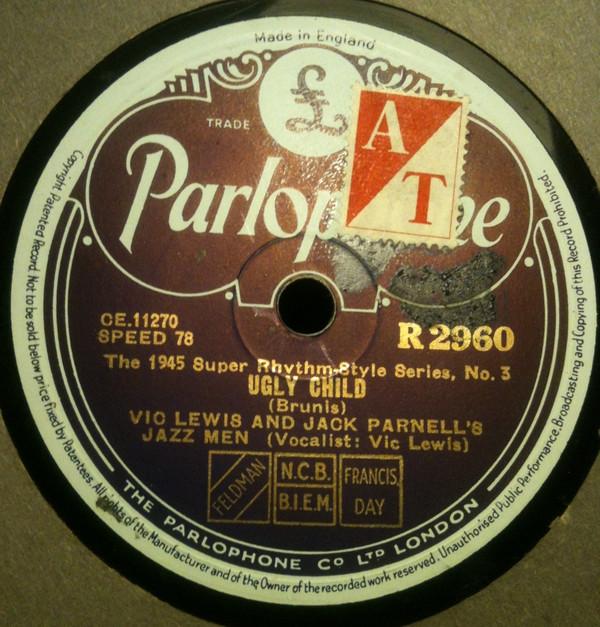 Made in England
TRADE
£
A
T
Parlop e
CE.11270
SPEED 78
R 2960
The 1945 Super Rhythm-Style Series, No. 3
UGLY CHILD
(Brunis)
VIC LEWIS AND JACK PARNELL'S
JAZZ MEN (Vocalist: Vic Lewis)
FELDMAN
N.C.B.
B.I.E.M.
FRANCIS,
DAY
THE PARLOPHONE CO LTD LONDON
Copyright Patented Record. Not to be sold below price fixed by Patentees. All rights of the Manufacturer and of the Owner of the recorded work reserved. Unauthorised Public Performance, Broadcasting and Copying of this Record Prohibited.